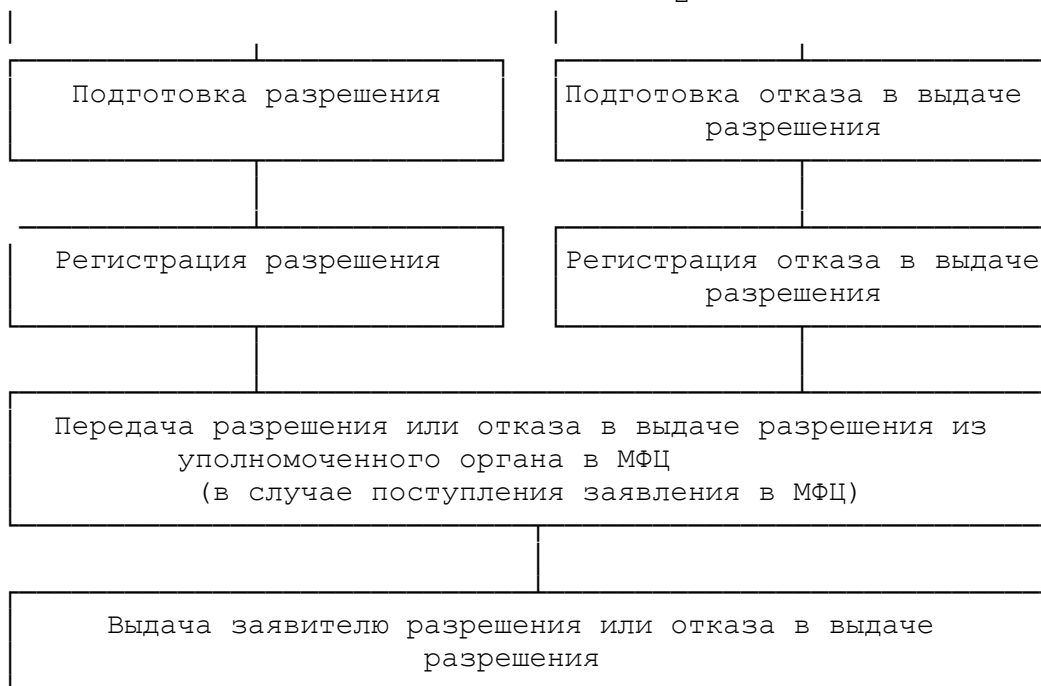 Подготовка разрешения
Подготовка отказа в выдаче
разрешения
Регистрация разрешения
Регистрация отказа в выдаче
разрешения
Передача разрешения или отказа в выдаче разрешения из
уполномоченного органа в МФЦ
(в случае поступления заявления в МФЦ)
Выдача заявителю разрешения или отказа в выдаче
разрешения